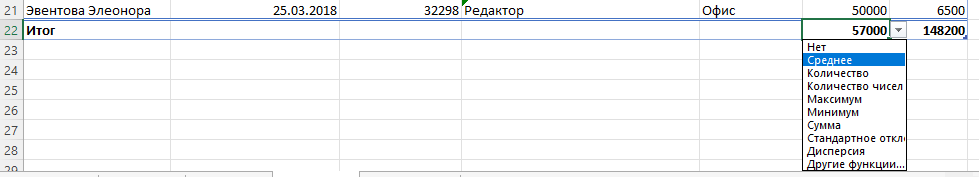 21 Эвентова Элеонора 25.03.2018 32298 Редактор Офис 50000 6500
22 Итог 57000 148200
23 Нет
Среднее
24 Количество
Количество чисел
25 Максимум
26 Минимум
Сумма
27 Стандартное откл
28 Дисперсия
Другие функции...
29